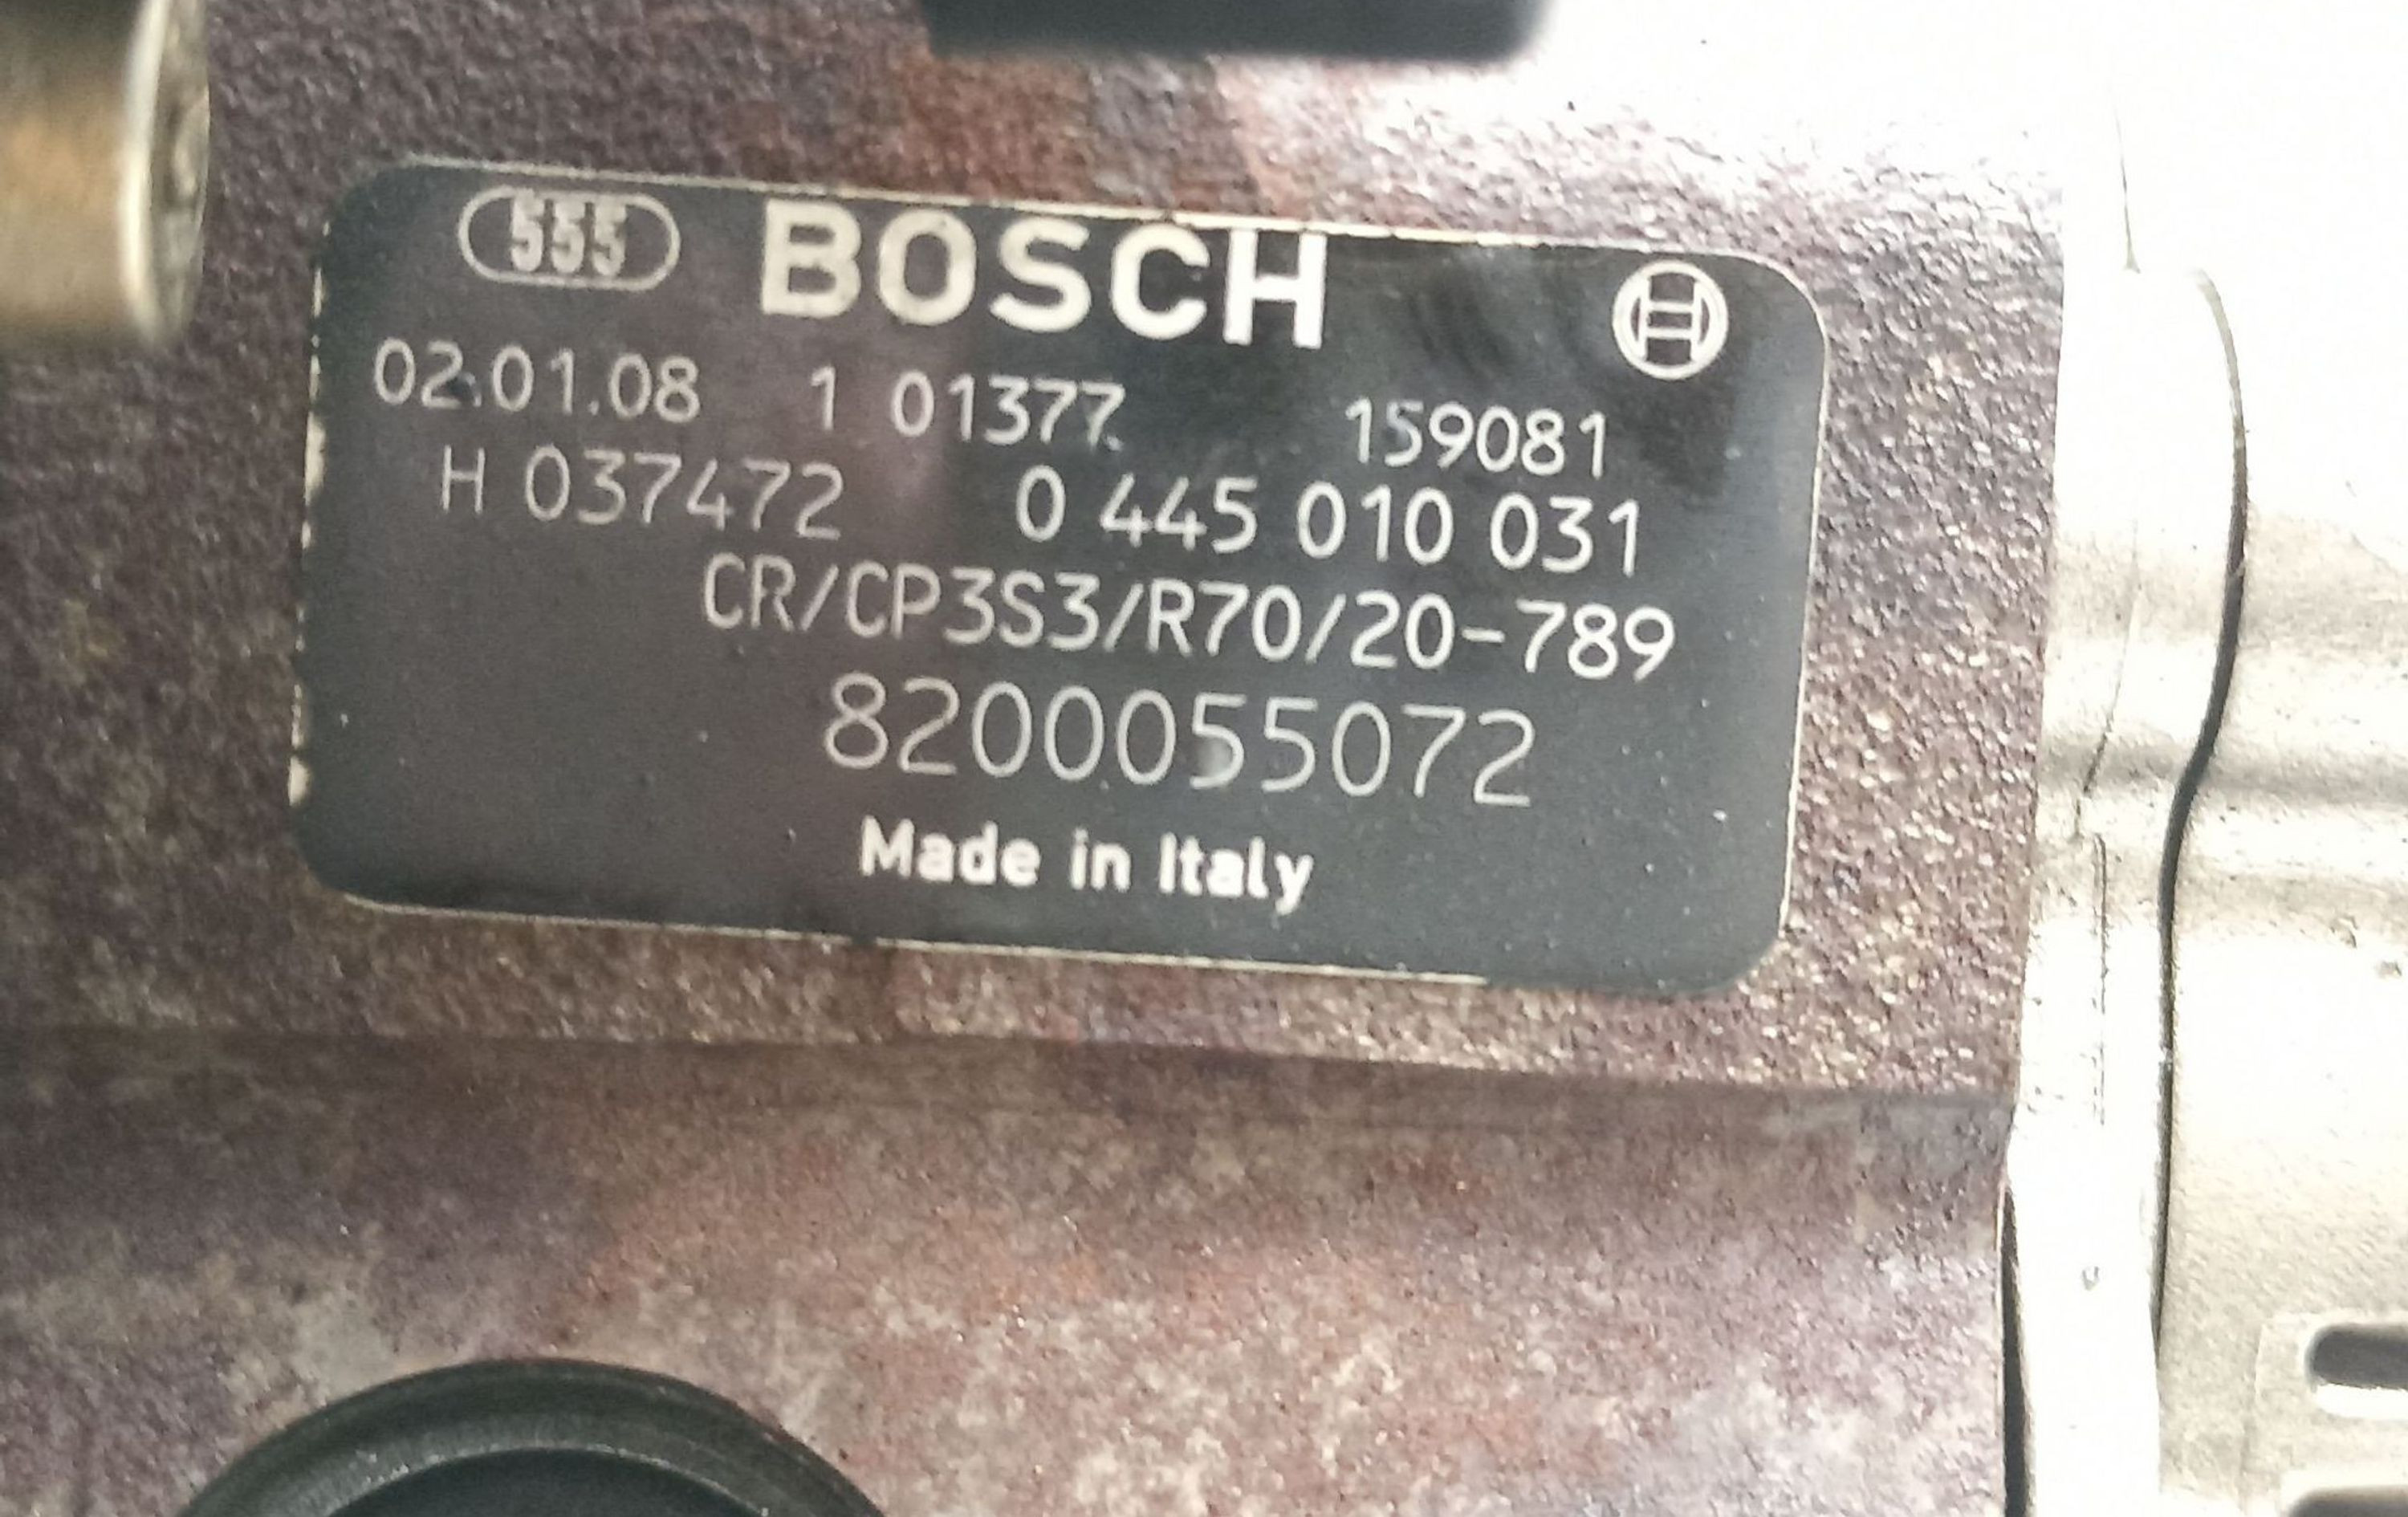 555 BOSCH
02.01.08 1 01377 159081
H 037472 0 445 010 031
CR/CP3S3/R70/20-789
8200055072
Made in Italy